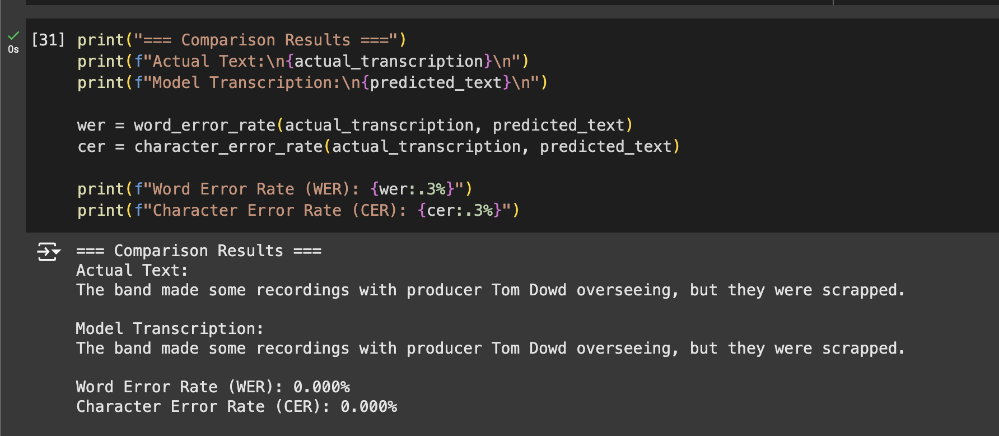 [31] print("=== Comparison Results ===")
0s
print(f"Actual Text:\n{actual_transcription}\n")
print(f"Model Transcription:\n{predicted_text}\n")
wer = word_error_rate(actual_transcription, predicted_text)
cer = character_error_rate(actual_transcription, predicted_text)
print(f"Word Error Rate (WER): {wer:.3%}")
print(f"Character Error Rate (CER): {cer:.3%}")
=== Comparison Results ===
Actual Text:
The band made some recordings with producer Tom Dowd overseeing, but they were scrapped.
Model Transcription:
The band made some recordings with producer Tom Dowd overseeing, but they were scrapped.
Word Error Rate (WER): 0.000%
Character Error Rate (CER): 0.000%